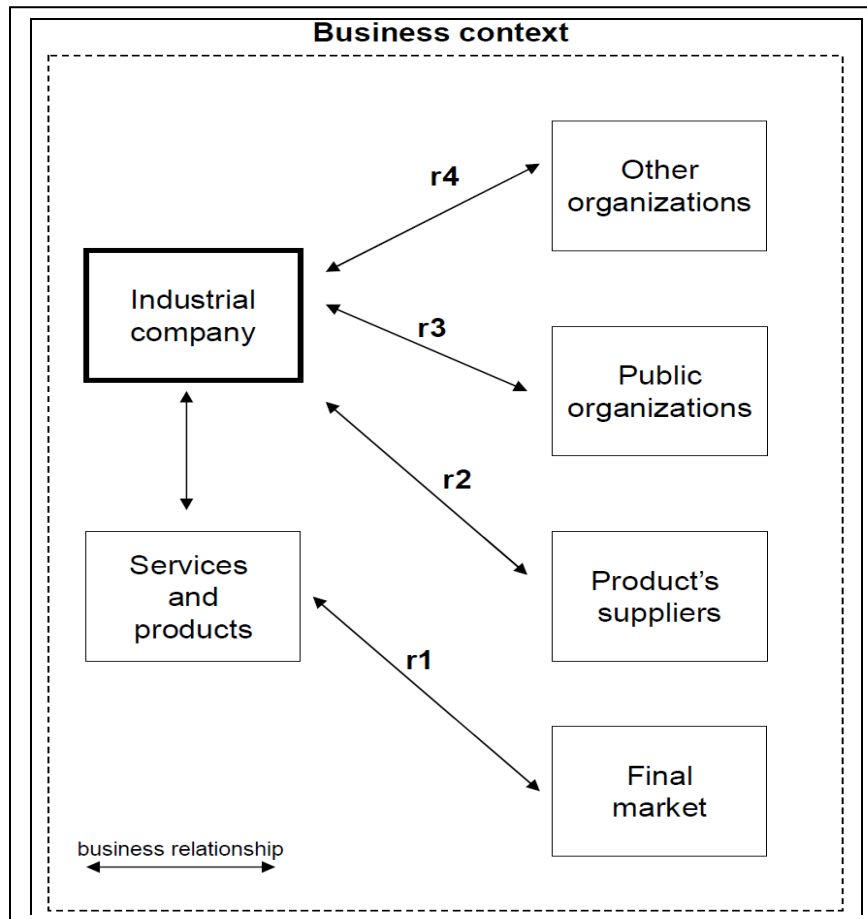 Business context
r4
Other
organizations
Industrial
company
r3
Public
organizations
r2
Services
and
products
Product’s
suppliers
r1
Final
market
business relationship